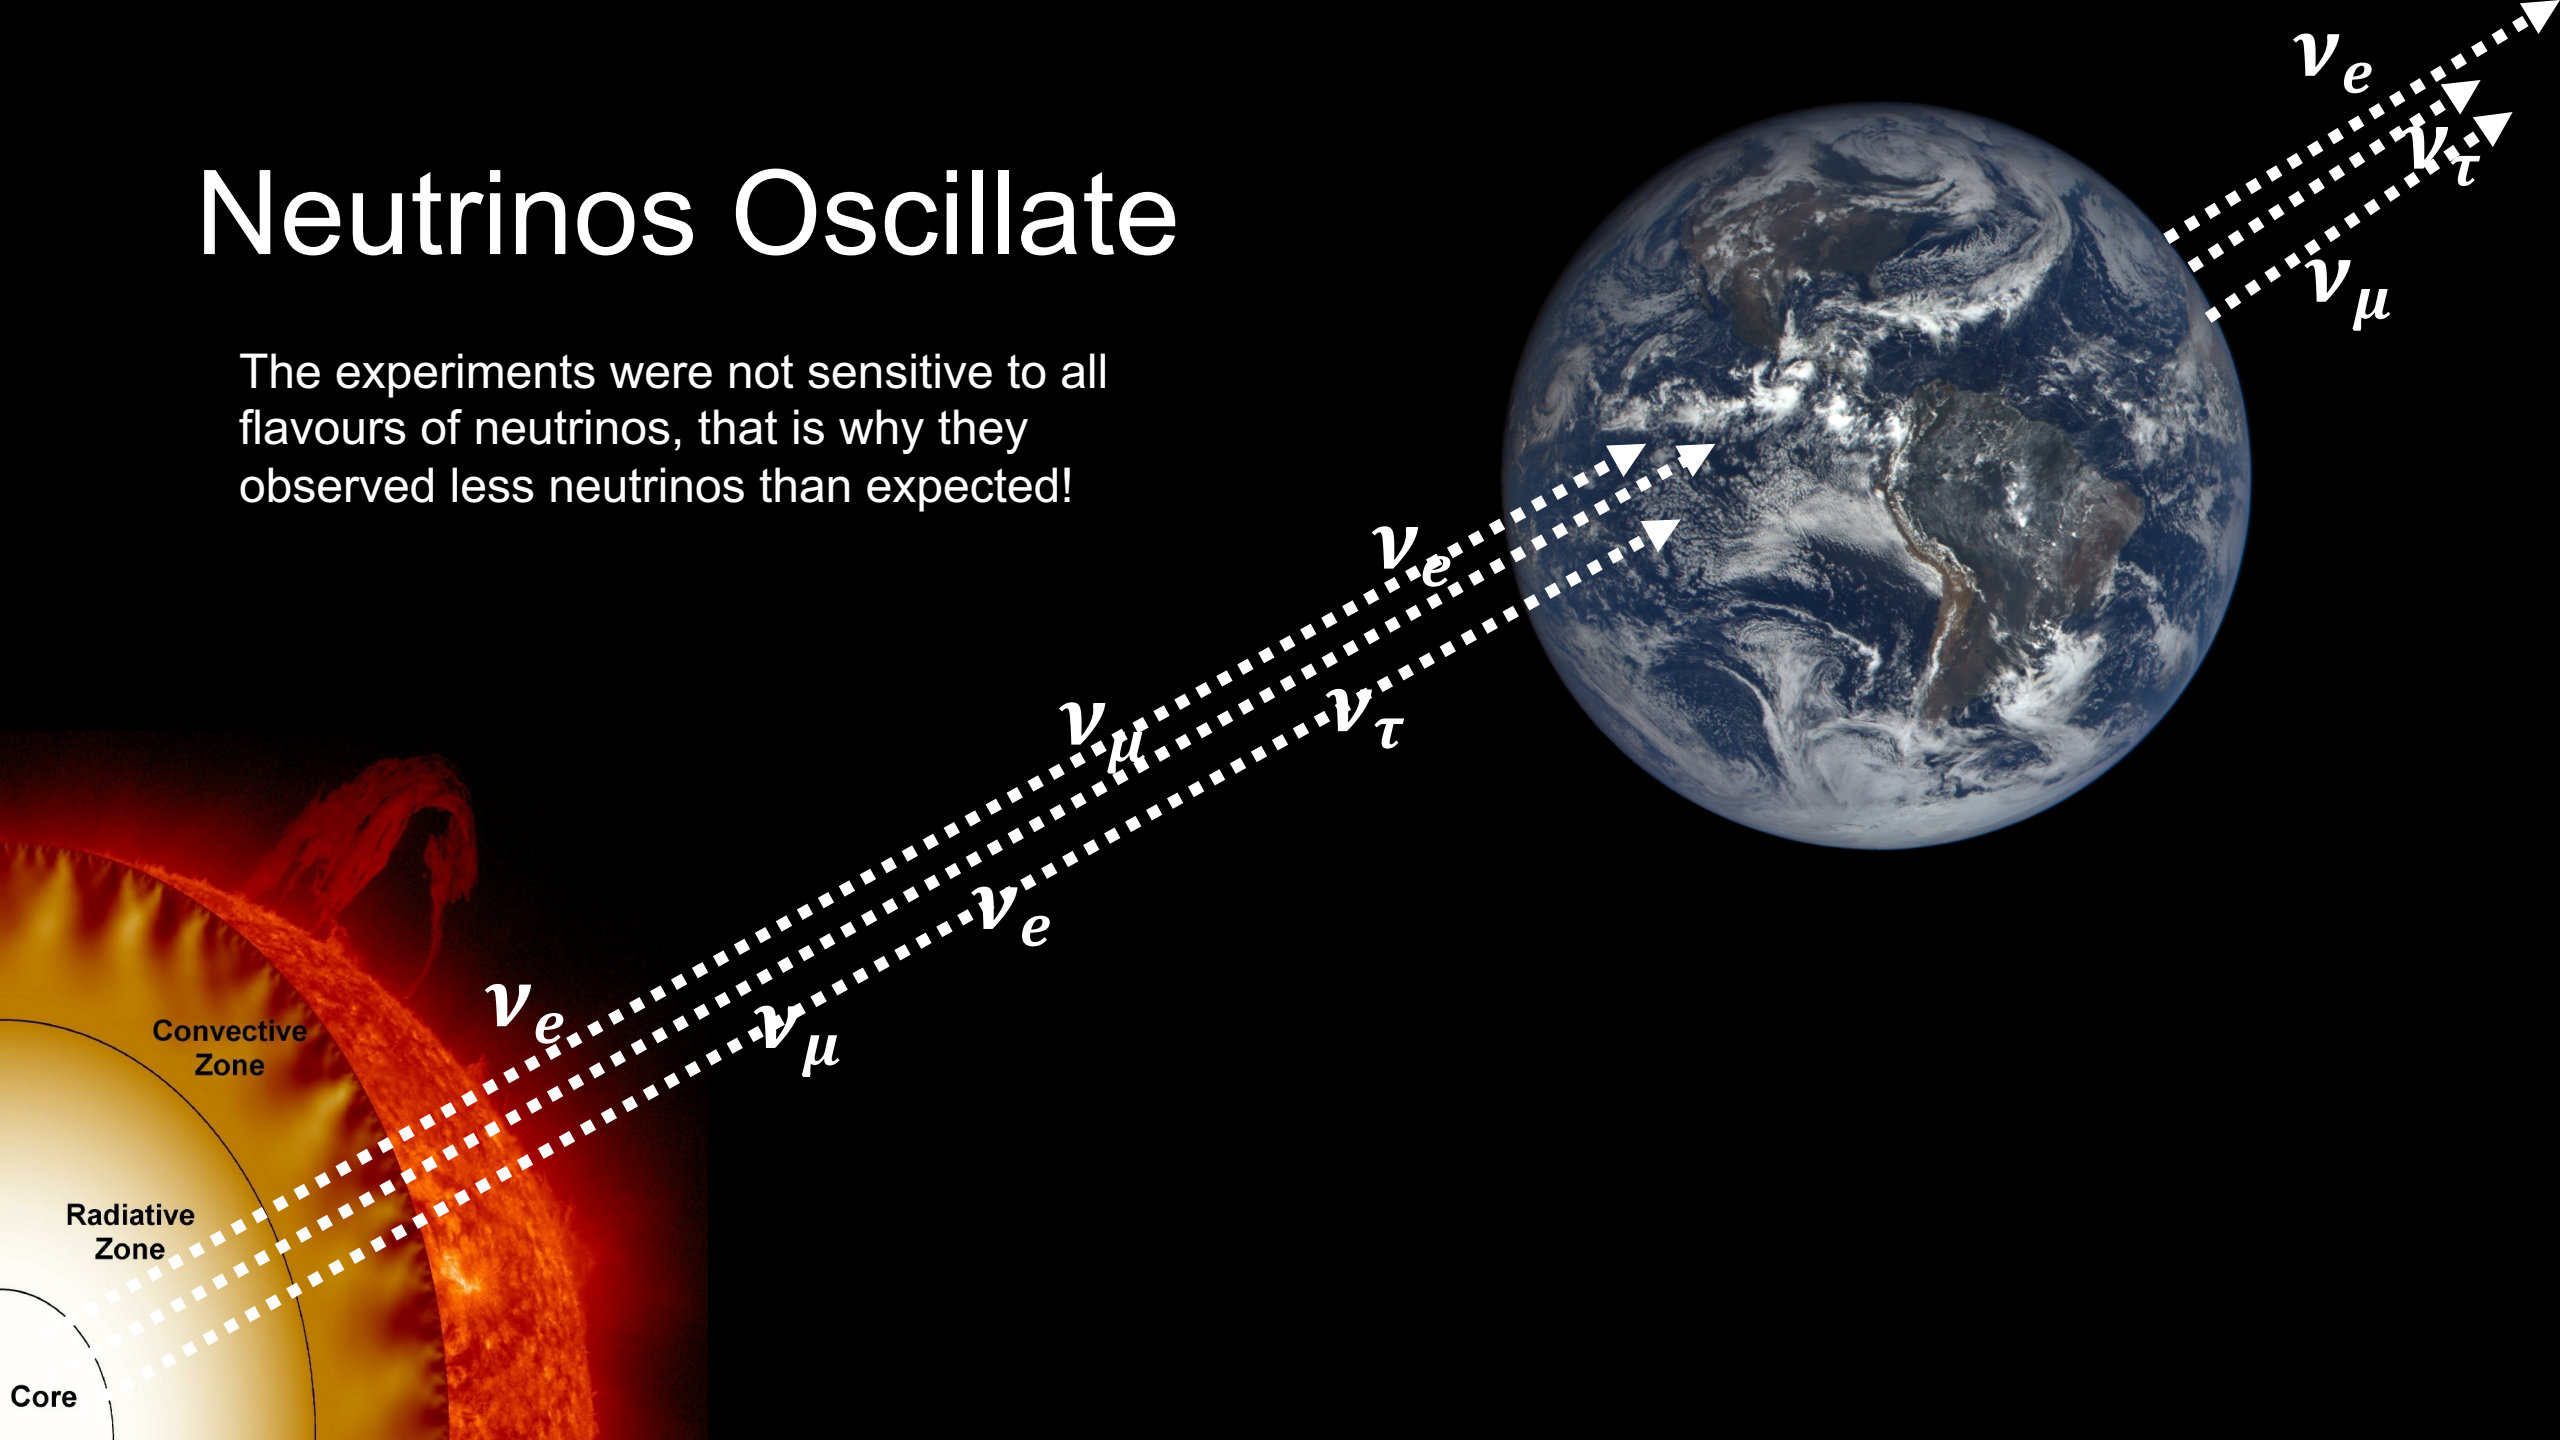 Neutrinos Oscillate
The experiments were not sensitive to all
flavours of neutrinos, that is why they
observed less neutrinos than expected!
νe
ντ
νμ
νe
ντ
νμ
νe
νe
νμ
Convective
Zone
Radiative
Zone
Core